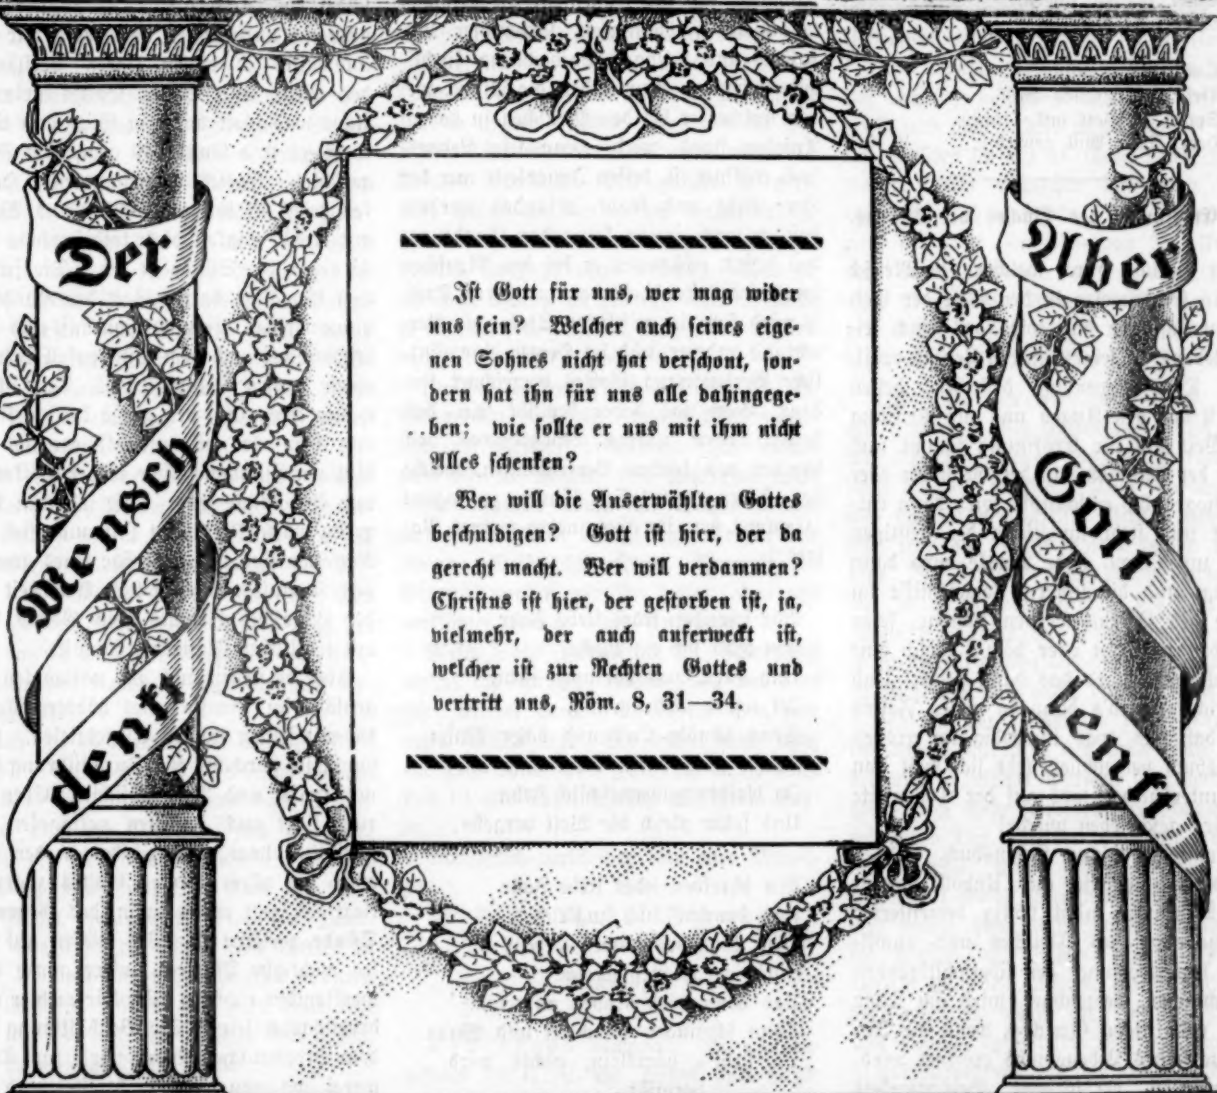 Der
Mensch
denkt
Ist Gott für uns, wer mag wider
uns sein? Welcher auch seines eige-
nen Sohnes nicht hat verschont, son-
dern hat ihn für uns alle dahingege-
ben; wie sollte er uns mit ihm nicht
Alles schenken?
Wer will die Auserwählten Gottes
beschuldigen? Gott ist hier, der da
gerecht macht. Wer will verdammen?
Christus ist hier, der gestorben ist, ja,
vielmehr, der auch auferweckt ist,
welcher ist zur Rechten Gottes und
vertritt uns, Röm. 8, 31—34.
Aber
Gott
lenkt